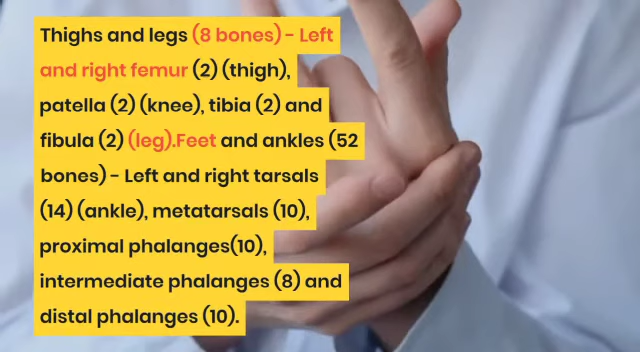 Thighs and legs (8 bones) - Left
and right femur (2) (thigh),
patella (2) (knee), tibia (2) and
fibula (2) (leg).Feet and ankles (52
bones) - Left and right tarsals
(14) (ankle), metatarsals (10),
proximal phalanges(10),
intermediate phalanges (8) and
distal phalanges (10).